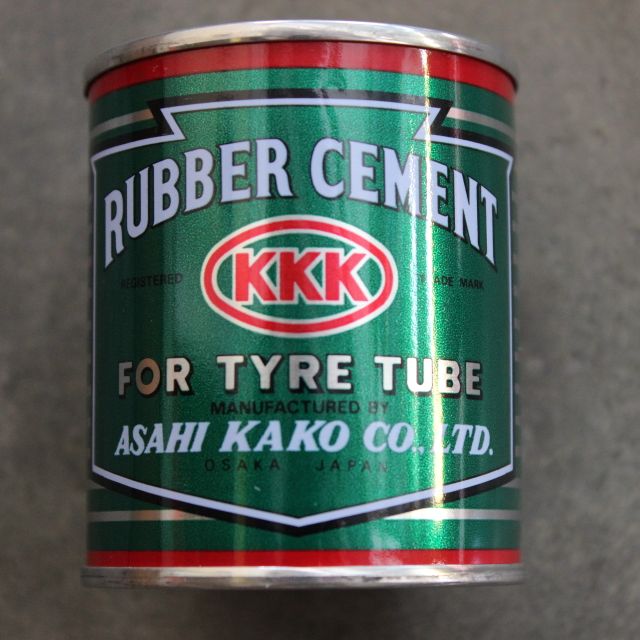 RUBBER CEMENT
KKK
REGISTERED TRADE MARK
FOR TYRE TUBE
MANUFACTURED BY
ASAHI KAKO CO., LTD.
OSAKA JAPAN